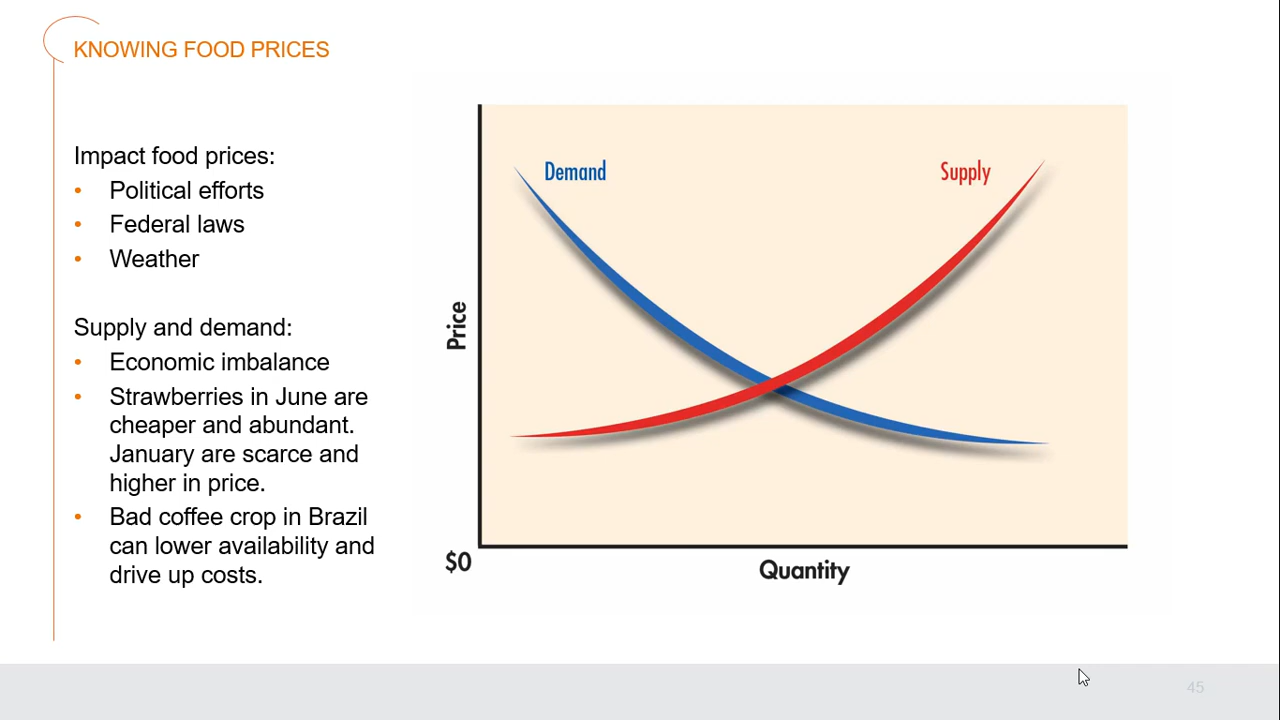 KNOWING FOOD PRICES
Impact food prices:
• Political efforts
• Federal laws
• Weather
Supply and demand:
• Economic imbalance
• Strawberries in June are
cheaper and abundant.
January are scarce and
higher in price.
• Bad coffee crop in Brazil
can lower availability and
drive up costs.
Demand
Supply
Price
$0
Quantity
45